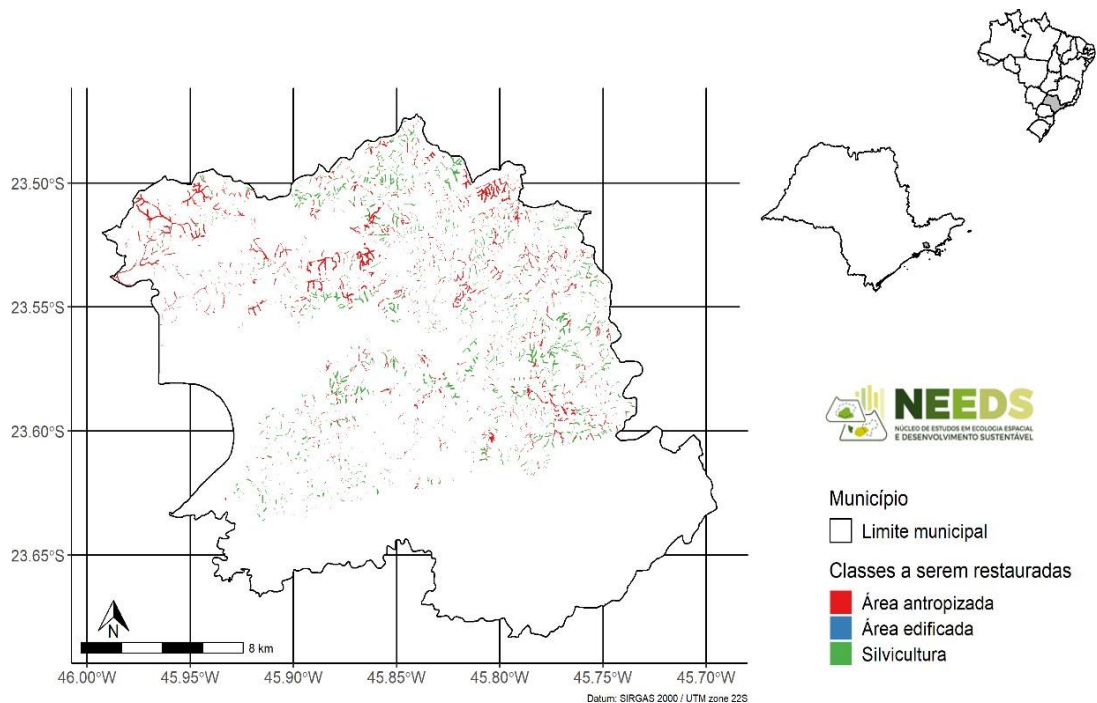 23.50°S
23.55°S
23.60°S
23.65°S
N
8 km
46.00°W
45.95°W
45.90°W
45.85°W
45.80°W
45.75°W
45.70°W
Datum: SIRGAS 2000 / UTM zone 22S
NEEDS
NÚCLEO DE ESTUDOS EM ECOLOGIA ESPACIAL
E DESENVOLVIMENTO SUSTENTÁVEL
Município
Limite municipal
Classes a serem restauradas
Área antropizada
Área edificada
Silvicultura